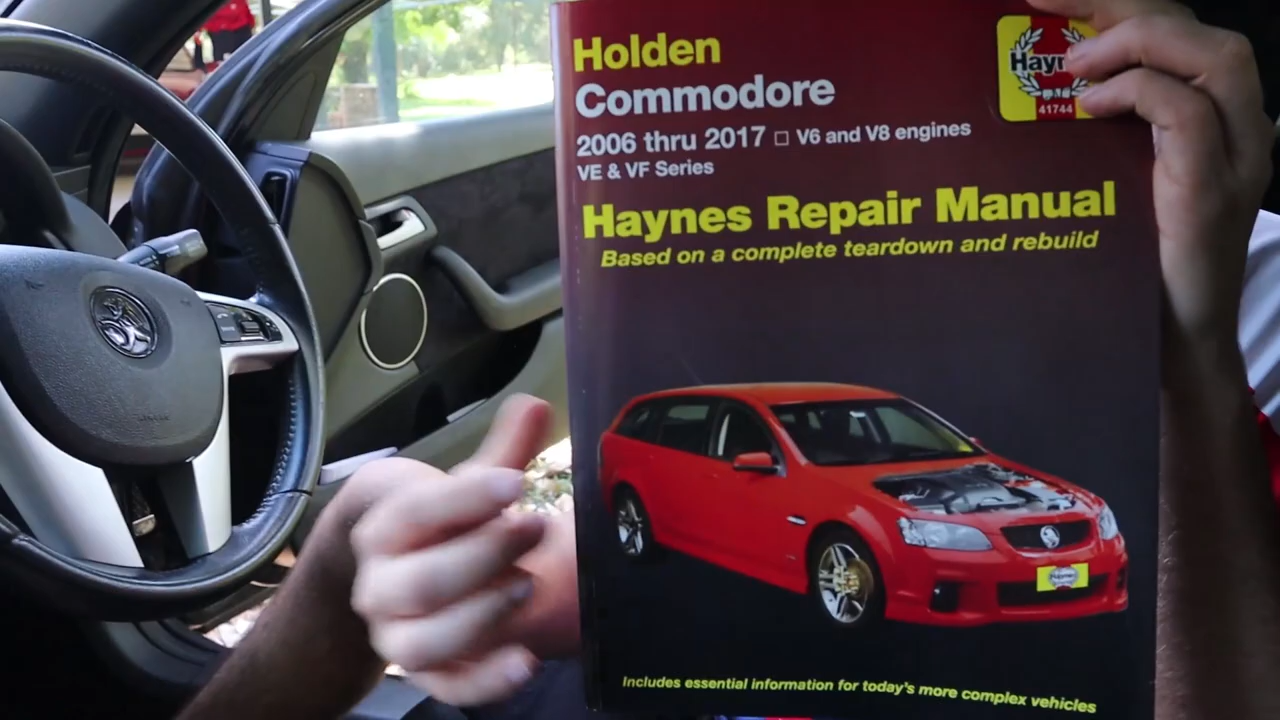 Holden
Commodore
2006 thru 2017 □ V6 and V8 engines
VE & VF Series
41744
Haynes Repair Manual
Based on a complete teardown and rebuild
Haynes
Includes essential information for today's more complex vehicles